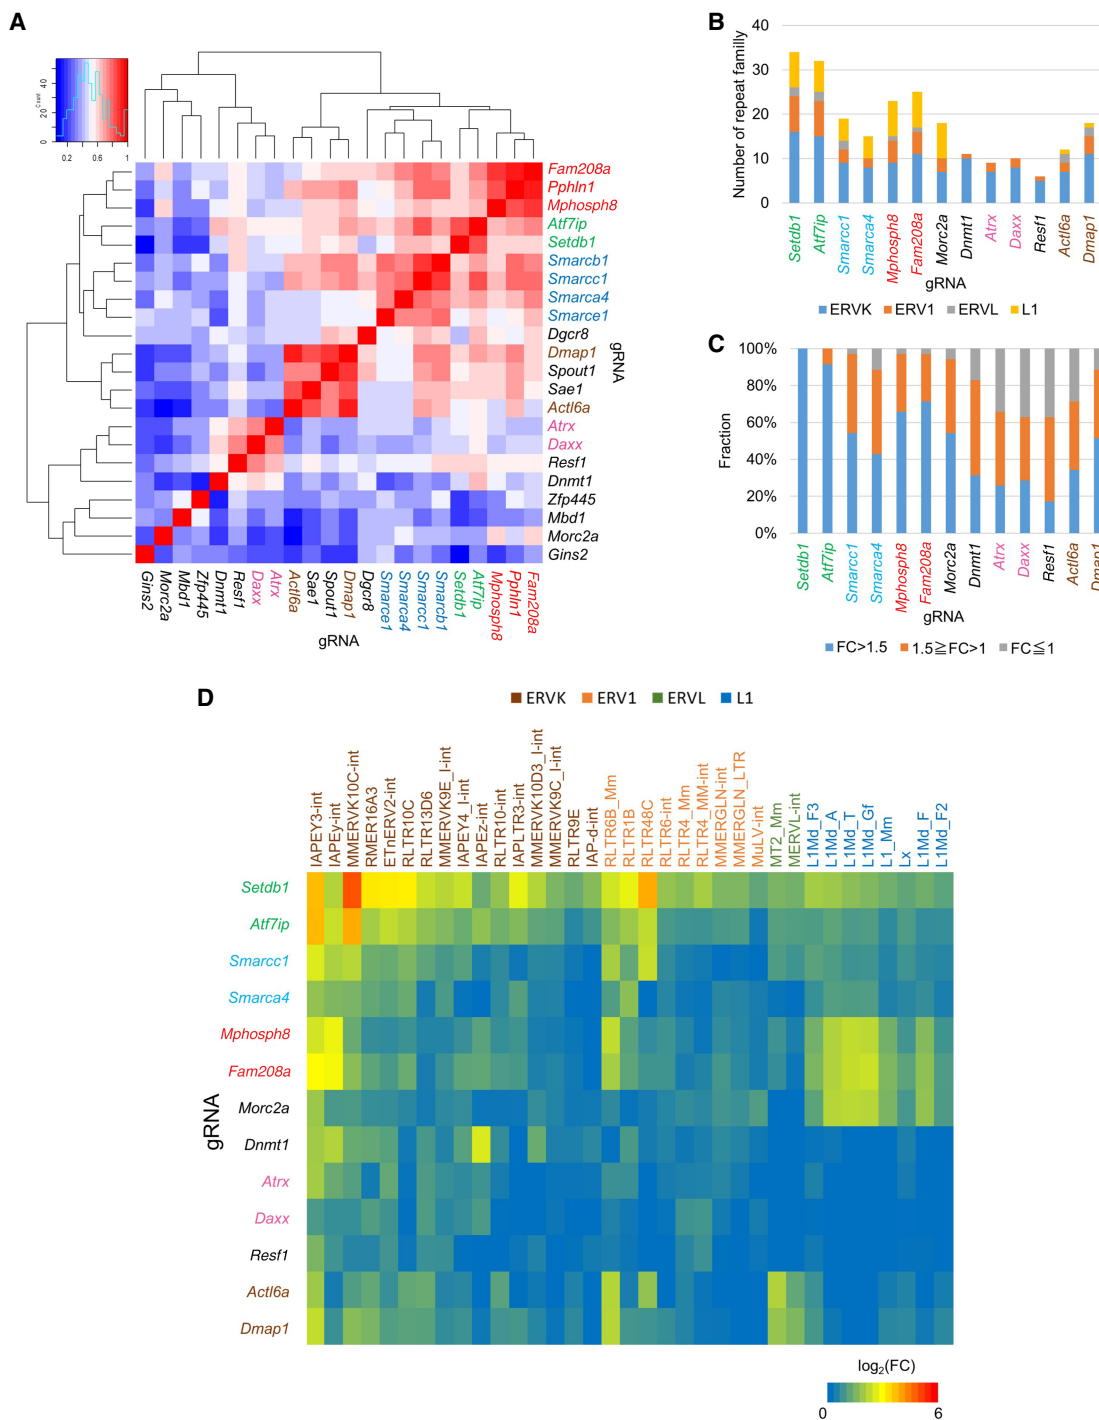 A
40
20
0
Count
0.2
0.6
1
Fam208a
Pphln1
Mphosph8
Atf7ip
Setdb1
Smarcb1
Smarcc1
Smarca4
Smarce1
Dgcr8
Dmap1
Spout1
Sae1
Actl6a
Atrx
Daxx
Resf1
Dnmt1
Zfp445
Mbd1
Morc2a
Gins2
gRNA
Gins2
Morc2a
Mbd1
Zfp445
Dnmt1
Resf1
Daxx
Atrx
Actl6a
Sae1
Spout1
Dmap1
Dgcr8
Smarce1
Smarca4
Smarcc1
Smarcb1
Setdb1
Atf7ip
Mphosph8
Pphln1
Fam208a
gRNA
B
Number of repeat familly
40
30
20
10
0
Setdb1
Atf7ip
Smarcc1
Smarca4
Mphosph8
Fam208a
Morc2a
Dnmt1
Atrx
Daxx
Resf1
Actl6a
Dmap1
gRNA
ERVK ERV1 ERVL L1
C
Fraction
100%
80%
60%
40%
20%
0%
Setdb1
Atf7ip
Smarcc1
Smarca4
Mphosph8
Fam208a
Morc2a
Dnmt1
Atrx
Daxx
Resf1
Actl6a
Dmap1
gRNA
FC>1.5 1.5≧FC>1 FC≦1
D
ERVK ERV1 ERVL L1
IAPEY3-int
IAPEy-int
MMERVK10C-int
RMER16A3
ETnERV2-int
RLTR10C
RLTR13D6
MMERVK9E_I-int
IAPEY4_I-int
IAPEz-int
RLTR10-int
IAPLTR3-int
MMERVK10D3_I-int
MMERVK9C_I-int
RLTR9E
IAP-d-int
RLTR6B_Mm
RLTR1B
RLTR48C
RLTR6-int
RLTR4_Mm
RLTR4_MM-int
MMERGLN-int
MMERGLN_LTR
MuLV-int
MT2_Mm
MERVL-int
L1Md_F3
L1Md_A
L1Md_T
L1Md_Gf
L1_Mm
Lx
L1Md_F
L1Md_F2
gRNA
Setdb1
Atf7ip
Smarcc1
Smarca4
Mphosph8
Fam208a
Morc2a
Dnmt1
Atrx
Daxx
Resf1
Actl6a
Dmap1
log₂(FC)
0 6